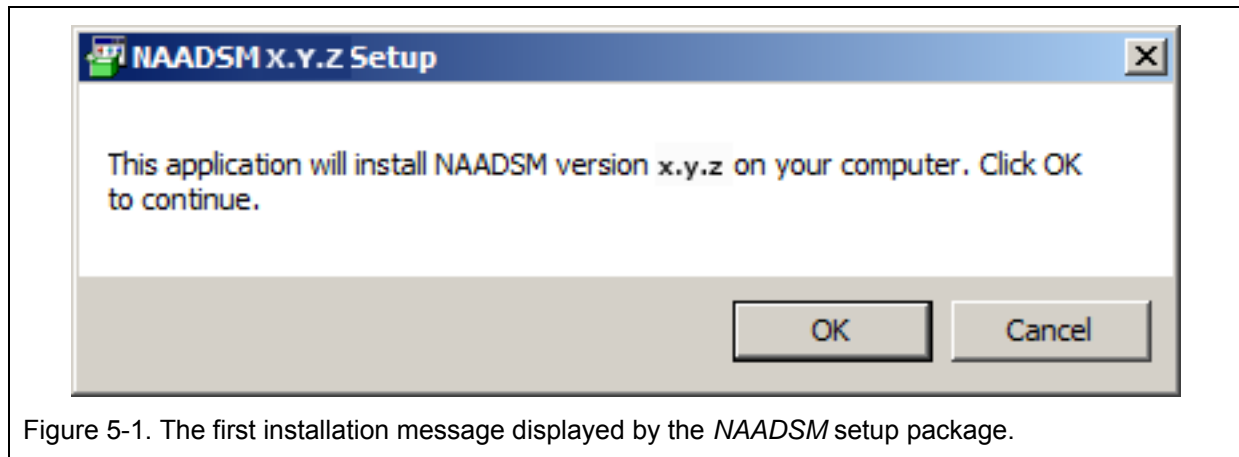 NAADSM X.Y.Z Setup
This application will install NAADSM version x.y.z on your computer. Click OK
to continue.
OK
Cancel
Figure 5-1. The first installation message displayed by the NAADSM setup package.